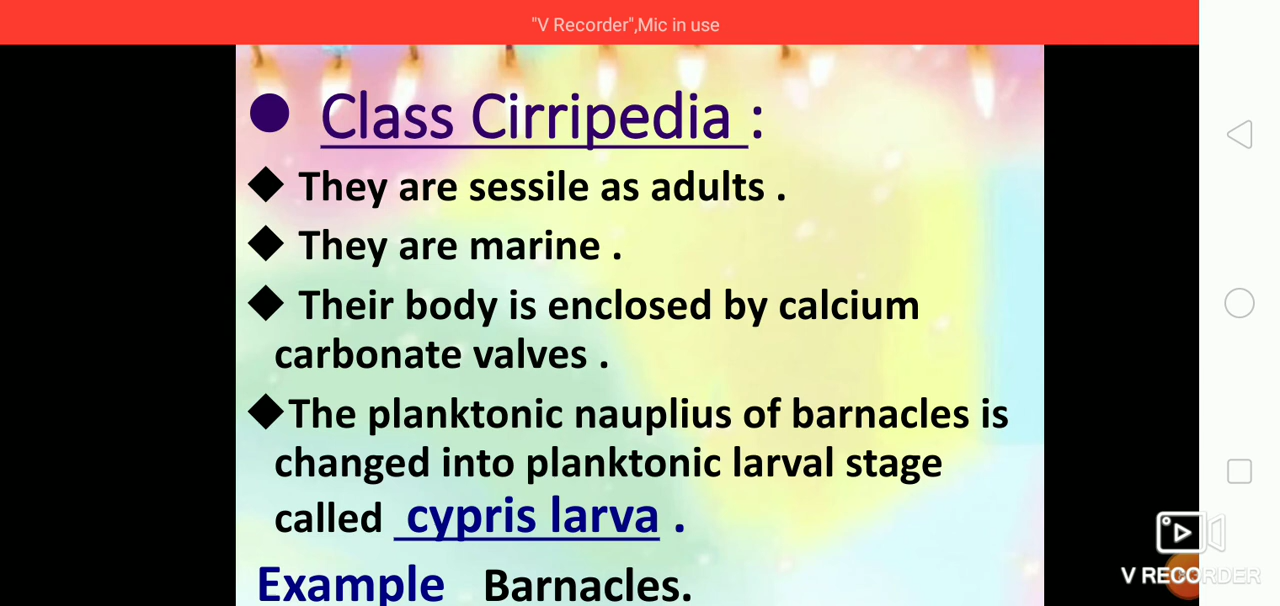 "V Recorder",Mic in use
● Class Cirripedia :
◆ They are sessile as adults .
◆ They are marine .
◆ Their body is enclosed by calcium
carbonate valves .
◆The planktonic nauplius of barnacles is
changed into planktonic larval stage
called cypris larva .
Example Barnacles.
V RECORDER